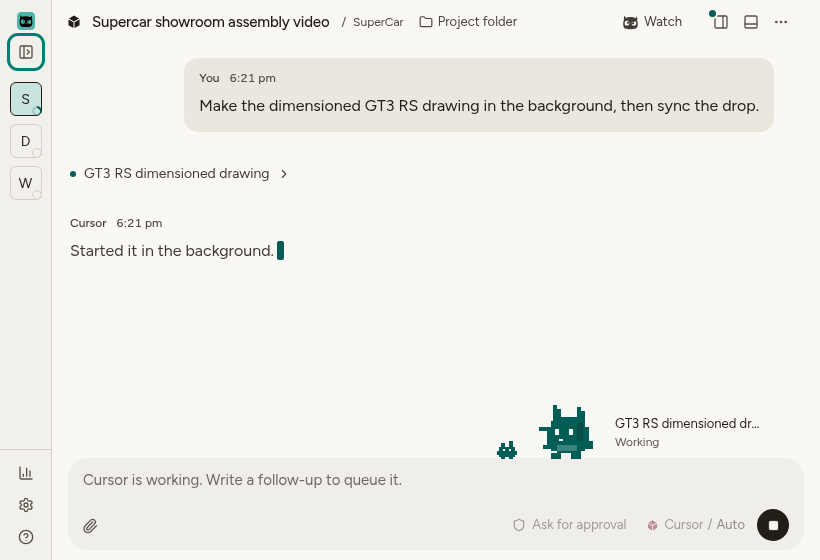 Supercar showroom assembly video / SuperCar Project folder Watch
S
D
W
You 6:21 pm
Make the dimensioned GT3 RS drawing in the background, then sync the drop.
GT3 RS dimensioned drawing
Cursor 6:21 pm
Started it in the background.
GT3 RS dimensioned dr...
Working
Cursor is working. Write a follow-up to queue it.
Ask for approval Cursor / Auto